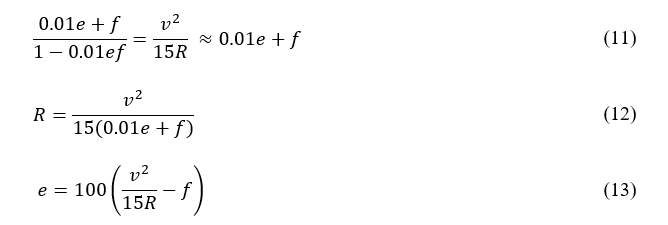 (0.01e + f)/(1 − 0.01ef) = v²/15R ≈ 0.01e + f (11)
R = v²/15(0.01e + f) (12)
e = 100(v²/15R − f) (13)